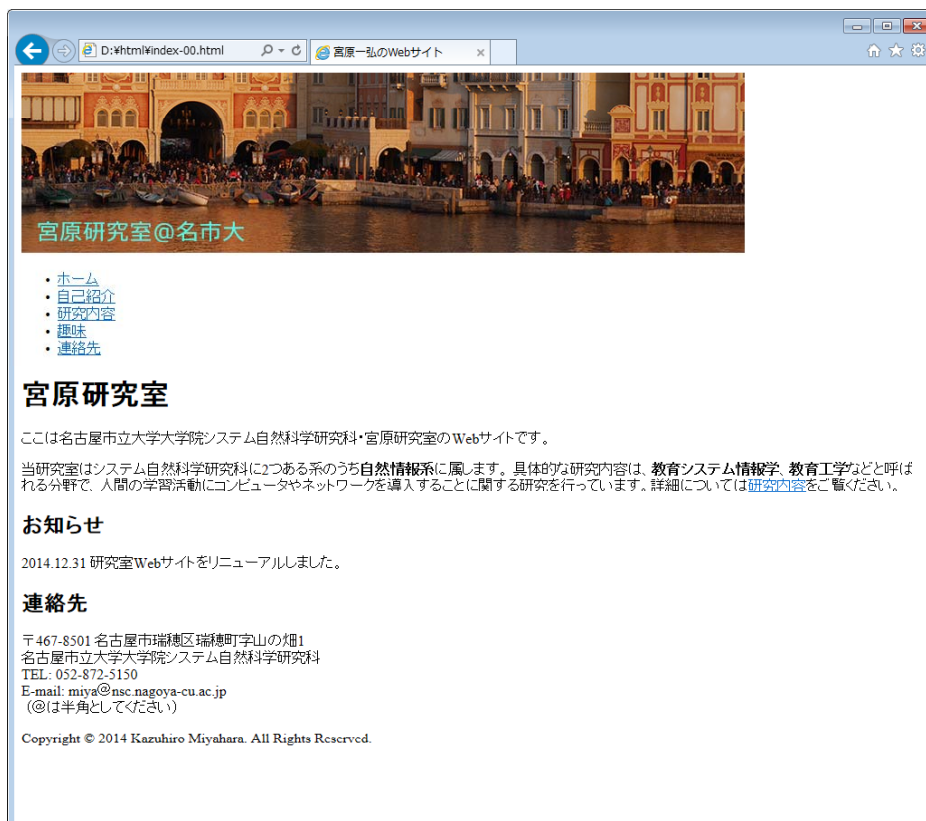 D:¥html¥index-00.html
宮原一弘のWebサイト
宮原研究室@名市大
・ホーム
・自己紹介
・研究内容
・趣味
・連絡先
宮原研究室
ここは名古屋市立大学大学院システム自然科学研究科・宮原研究室のWebサイトです。
当研究室はシステム自然科学研究科に2つある系のうち自然情報系に属します。具体的な研究内容は、教育システム情報学、教育工学などと呼ば
れる分野で、人間の学習活動にコンピュータやネットワークを導入することに関する研究を行っています。詳細については研究内容をご覧ください。
お知らせ
2014.12.31 研究室Webサイトをリニューアルしました。
連絡先
〒467-8501 名古屋市瑞穂区瑞穂町字山の畑1
名古屋市立大学大学院システム自然科学研究科
TEL: 052-872-5150
E-mail: miya＠nsc.nagoya-cu.ac.jp
（＠は半角としてください）
Copyright © 2014 Kazuhiro Miyahara. All Rights Reserved.